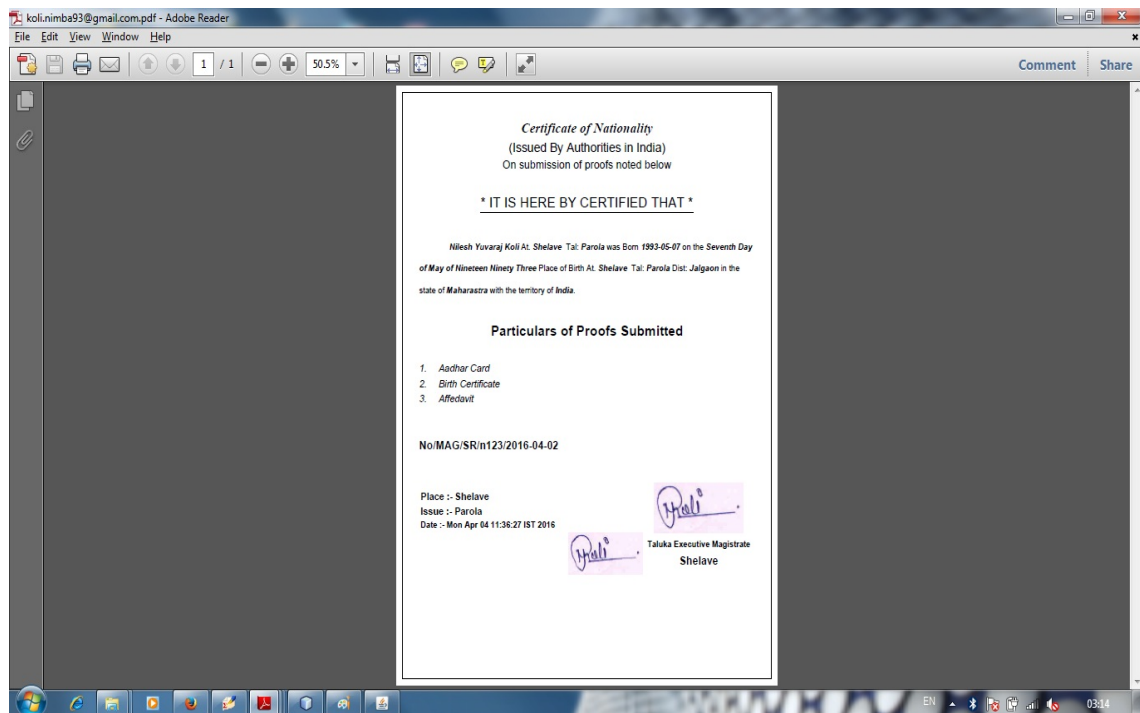 koli.nimba93@gmail.com.pdf - Adobe Reader
File Edit View Window Help
1 / 1 50.5% Comment Share
Certificate of Nationality
(Issued By Authorities in India)
On submission of proofs noted below
* IT IS HERE BY CERTIFIED THAT *
Nilesh Yuvaraj Koli At. Shelave Tal: Parola was Born 1993-05-07 on the Seventh Day
of May of Nineteen Ninety Three Place of Birth At. Shelave Tal: Parola Dist: Jalgaon in the
state of Maharastra with the territory of India.
Particulars of Proofs Submitted
1. Aadhar Card
2. Birth Certificate
3. Affedavit
No/MAG/SR/n123/2016-04-02
Place :- Shelave
Issue :- Parola
Date :- Mon Apr 04 11:36:27 IST 2016
Taluka Executive Magistrate
Shelave
EN 03:14